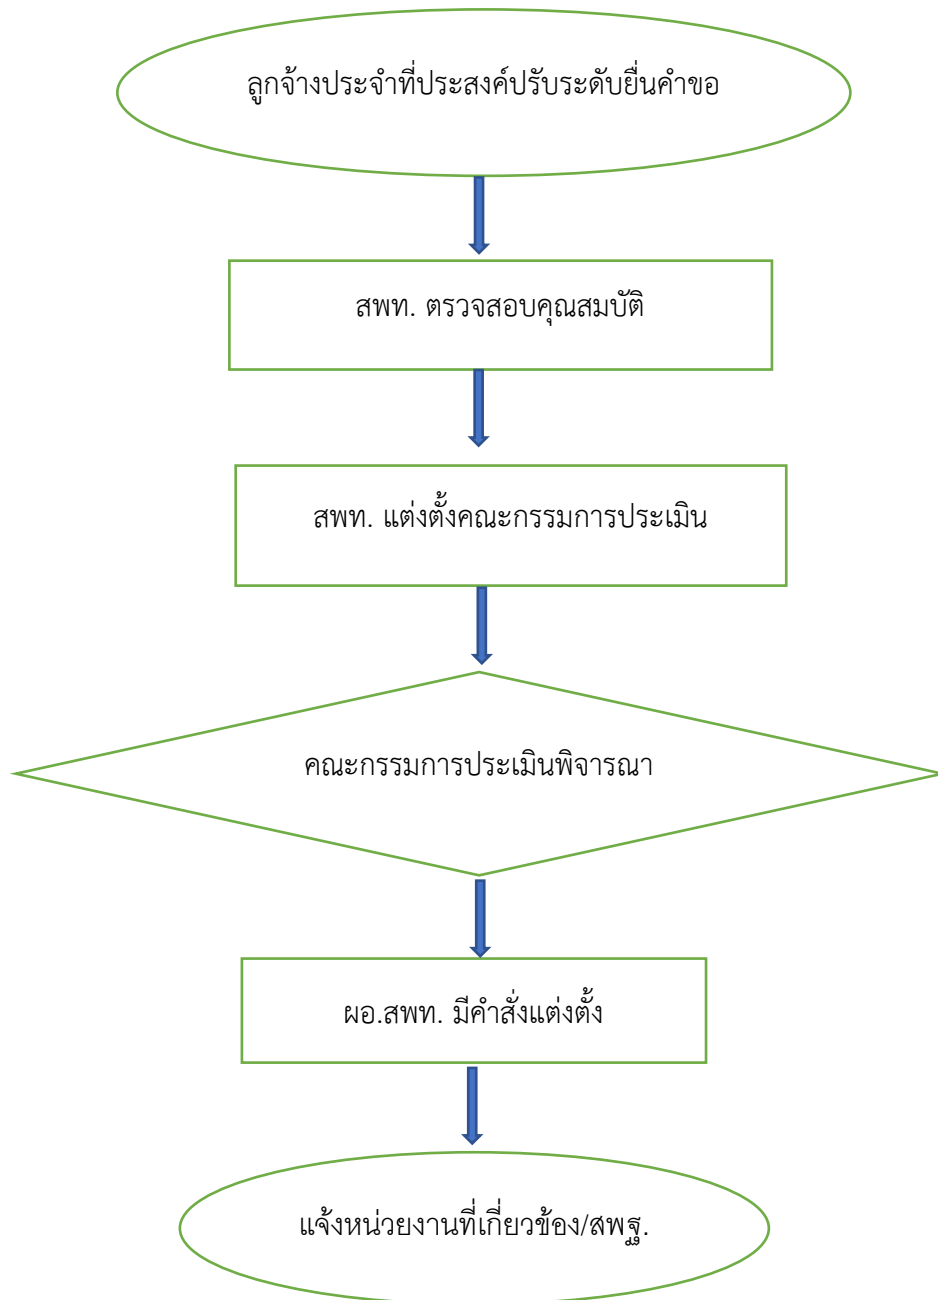 ลูกจ้างประจำที่ประสงค์ปรับระดับยื่นคำขอ
สพท. ตรวจสอบคุณสมบัติ
สพท. แต่งตั้งคณะกรรมการประเมิน
คณะกรรมการประเมินพิจารณา
ผอ.สพท. มีคำสั่งแต่งตั้ง
แจ้งหน่วยงานที่เกี่ยวข้อง/สพฐ.